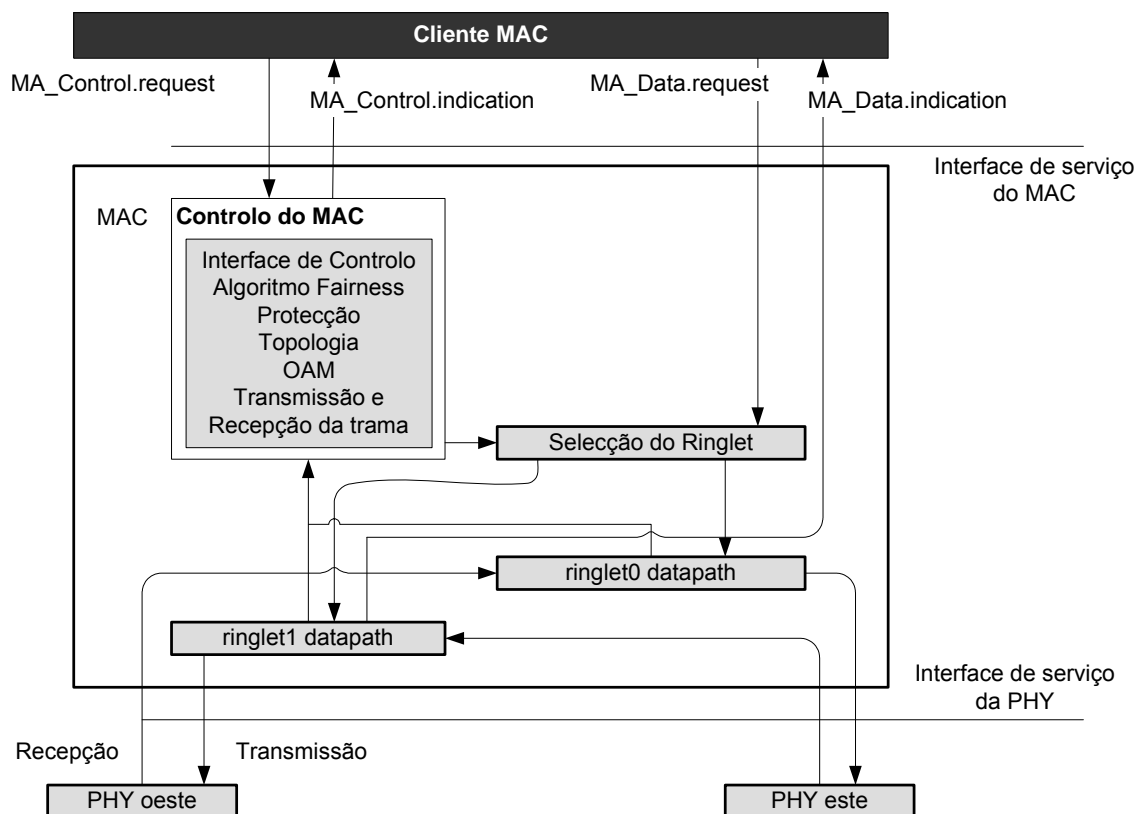 Cliente MAC
MA_Control.request
MA_Control.indication
MA_Data.request
MA_Data.indication
Interface de serviço
do MAC
MAC
Controlo do MAC
Interface de Controlo
Algoritmo Fairness
Protecção
Topologia
OAM
Transmissão e
Recepção da trama
Selecção do Ringlet
ringlet0 datapath
ringlet1 datapath
Interface de serviço
da PHY
Recepção
Transmissão
PHY oeste
PHY este